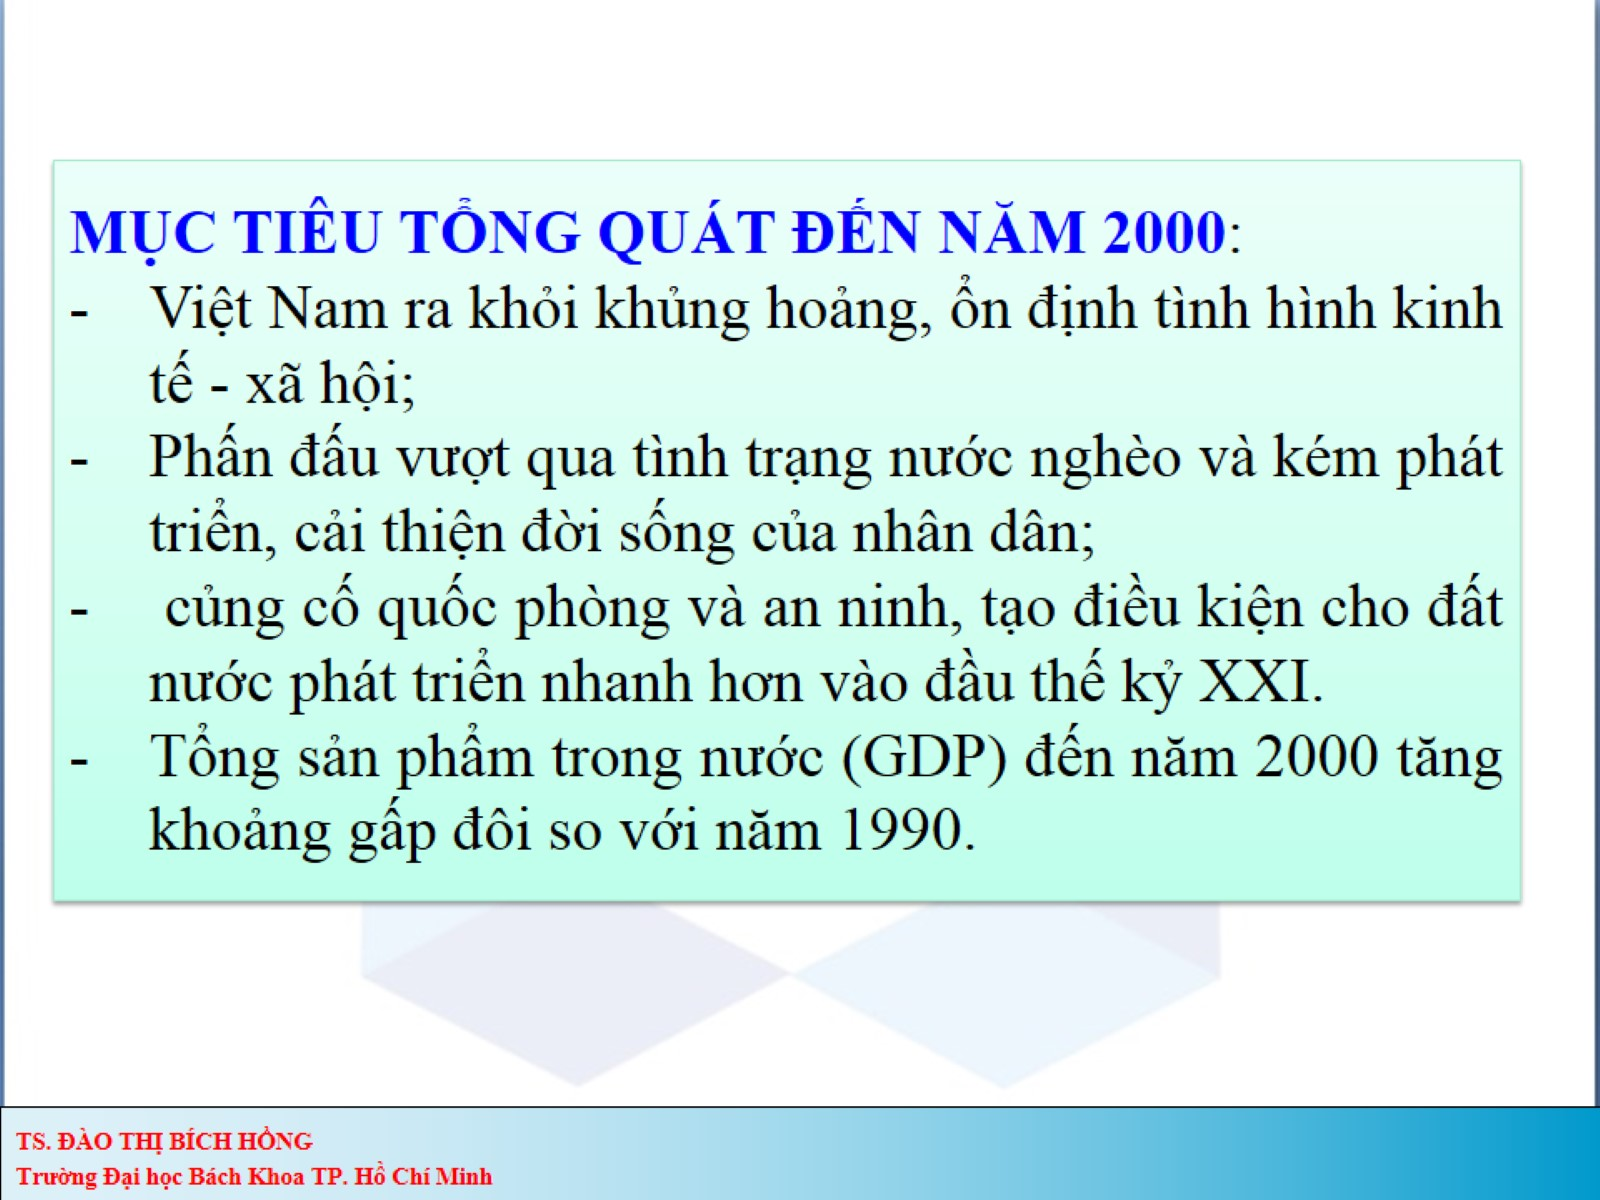 MỤC TIÊU TỔNG QUÁT ĐẾN NĂM 2000:
- Việt Nam ra khỏi khủng hoảng, ổn định tình hình kinh
tế - xã hội;
- Phấn đấu vượt qua tình trạng nước nghèo và kém phát
triển, cải thiện đời sống của nhân dân;
- củng cố quốc phòng và an ninh, tạo điều kiện cho đất
nước phát triển nhanh hơn vào đầu thế kỷ XXI.
- Tổng sản phẩm trong nước (GDP) đến năm 2000 tăng
khoảng gấp đôi so với năm 1990.
TS. ĐÀO THỊ BÍCH HỒNG
Trường Đại học Bách Khoa TP. Hồ Chí Minh